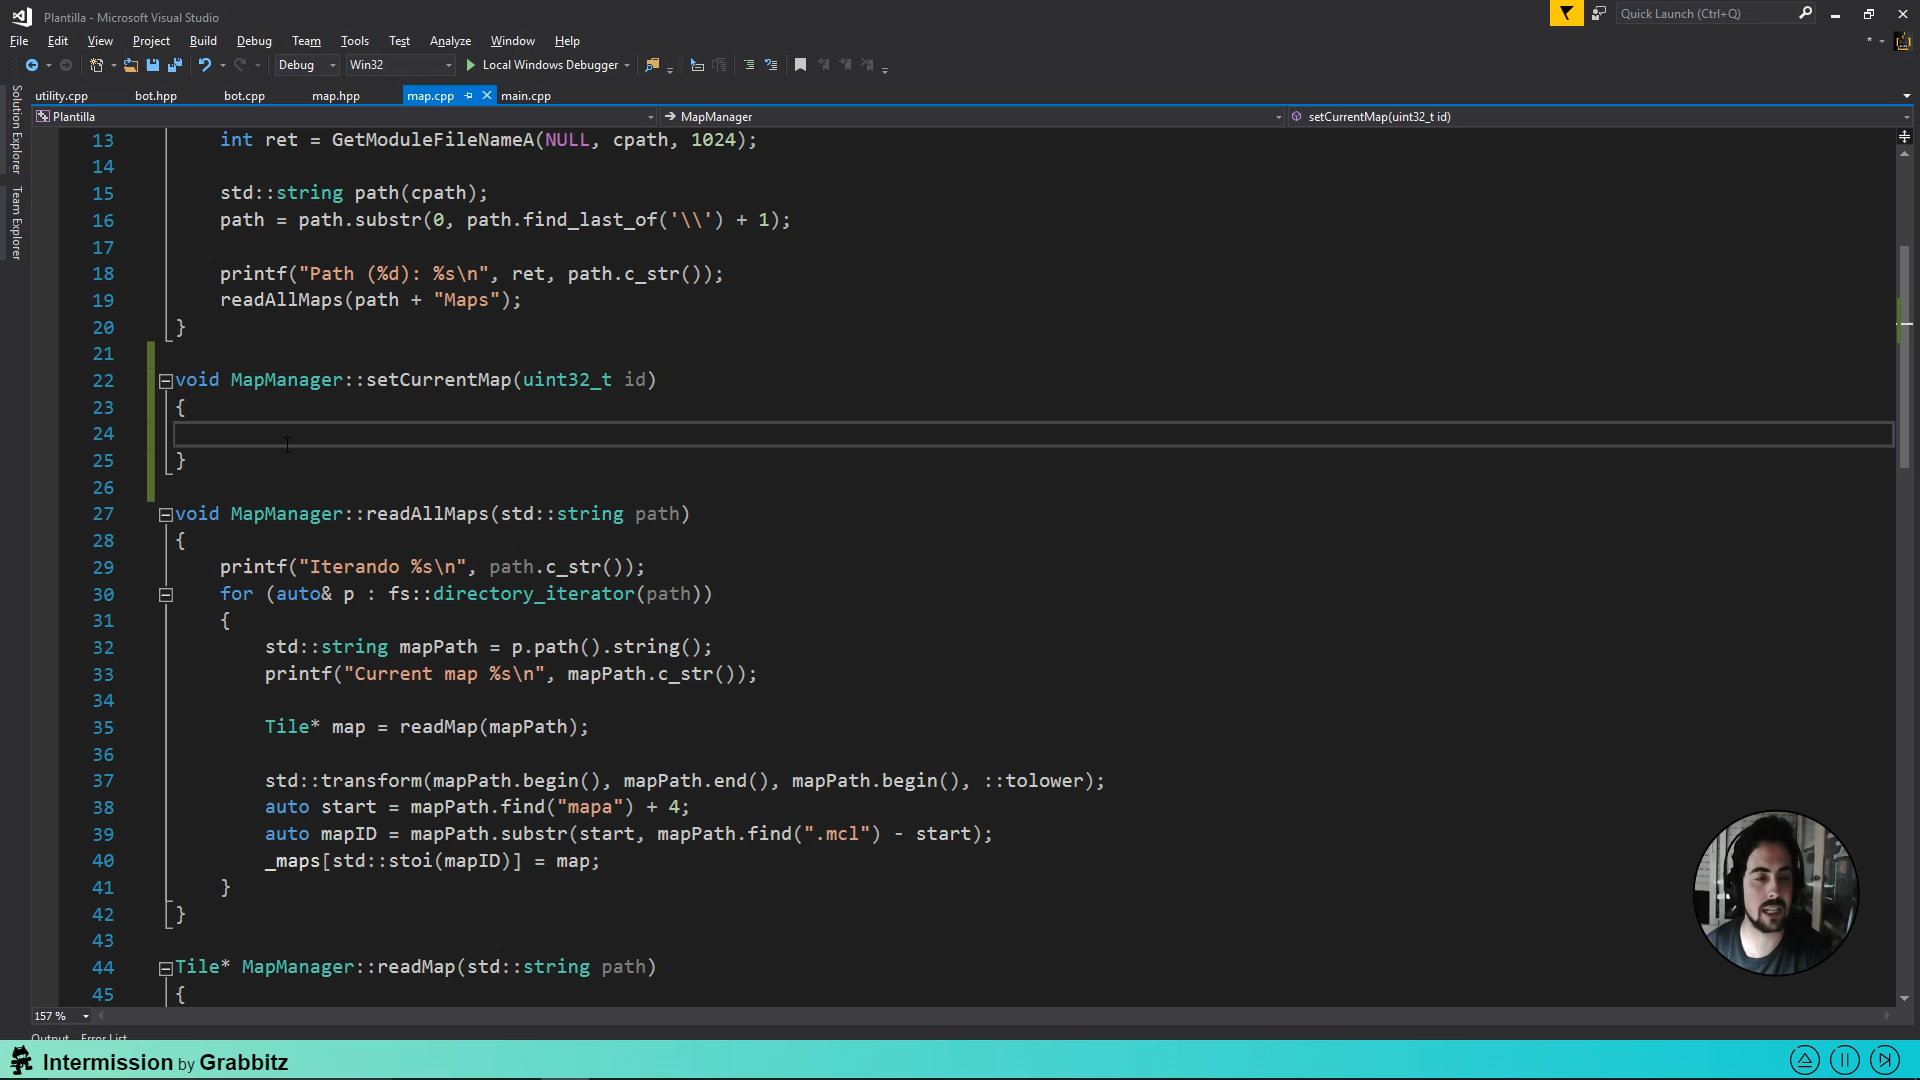 Plantilla - Microsoft Visual Studio
Quick Launch (Ctrl+Q)
File Edit View Project Build Debug Team Tools Test Analyze Window Help
Debug Win32 Local Windows Debugger
utility.cpp bot.hpp bot.cpp map.hpp map.cpp main.cpp
Plantilla MapManager setCurrentMap(uint32_t id)
Solution Explorer
Team Explorer
13 int ret = GetModuleFileNameA(NULL, cpath, 1024);
14
15 std::string path(cpath);
16 path = path.substr(0, path.find_last_of('\\') + 1);
17
18 printf("Path (%d): %s\n", ret, path.c_str());
19 readAllMaps(path + "Maps");
20 }
21
22 void MapManager::setCurrentMap(uint32_t id)
23 {
24
25 }
26
27 void MapManager::readAllMaps(std::string path)
28 {
29 printf("Iterando %s\n", path.c_str());
30 for (auto& p : fs::directory_iterator(path))
31 {
32 std::string mapPath = p.path().string();
33 printf("Current map %s\n", mapPath.c_str());
34
35 Tile* map = readMap(mapPath);
36
37 std::transform(mapPath.begin(), mapPath.end(), mapPath.begin(), ::tolower);
38 auto start = mapPath.find("mapa") + 4;
39 auto mapID = mapPath.substr(start, mapPath.find(".mcl") - start);
40 _maps[std::stoi(mapID)] = map;
41 }
42 }
43
44 Tile* MapManager::readMap(std::string path)
45 {
157 %
Output Error List
Intermission by Grabbitz